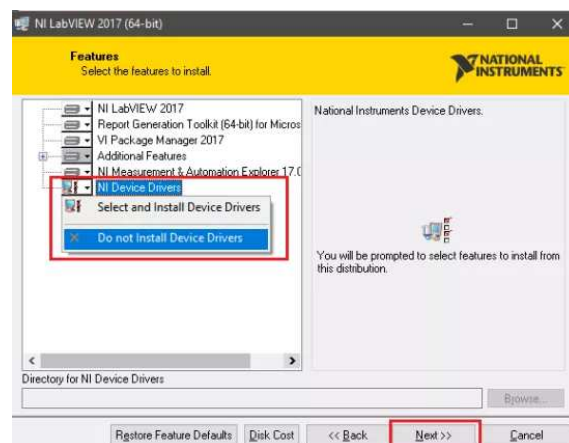 NI LabVIEW 2017 (64-bit)
Features
Select the features to install.
NATIONAL
INSTRUMENTS
NI LabVIEW 2017
Report Generation Toolkit (64-bit) for Micros
VI Package Manager 2017
Additional Features
NI Measurement & Automation Explorer 17.0
NI Device Drivers
Select and Install Device Drivers
Do not Install Device Drivers
National Instruments Device Drivers.
You will be prompted to select features to install from
this distribution.
Directory for NI Device Drivers
Browse...
Restore Feature Defaults
Disk Cost
<< Back
Next >>
Cancel